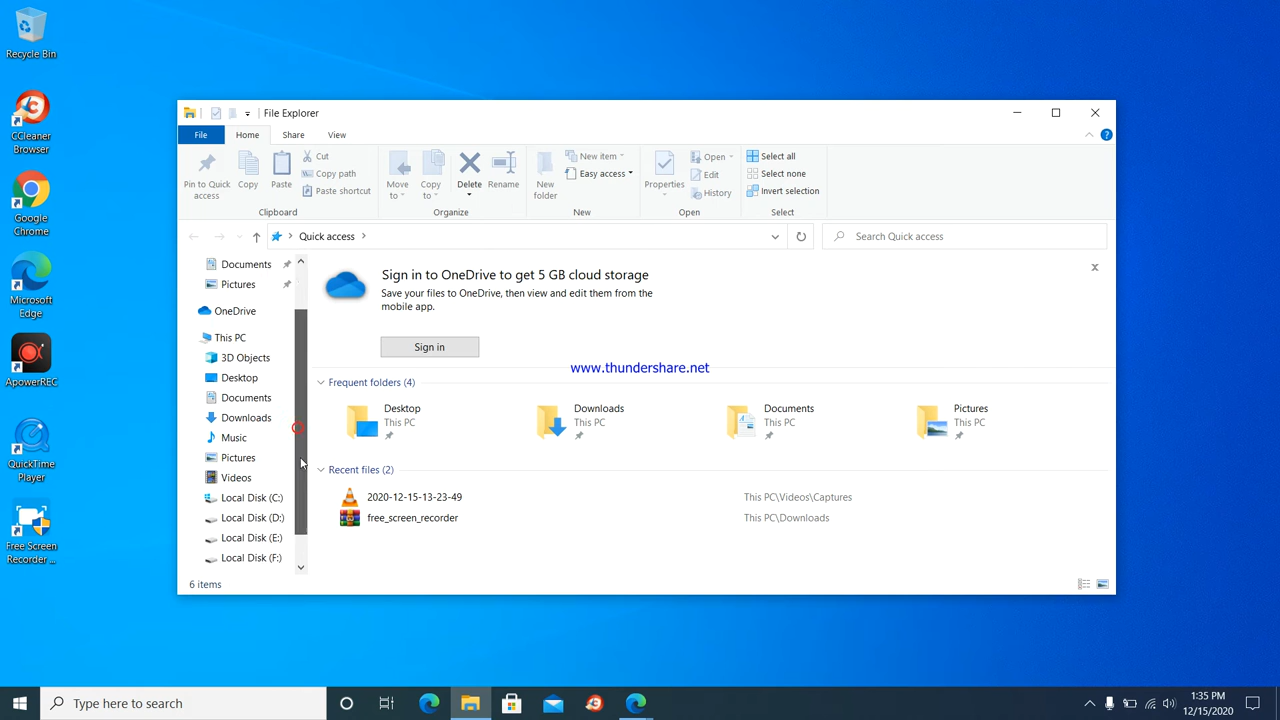 Recycle Bin
CCleaner
Browser
Google
Chrome
Microsoft
Edge
ApowerREC
QuickTime
Player
Free Screen
Recorder ...
File Explorer
File
Home
Share
View
Pin to Quick
access
Copy
Paste
Cut
Copy path
Paste shortcut
Clipboard
Move
to
Copy
to
Delete
Rename
Organize
New
folder
New item
Easy access
New
Properties
Open
Edit
History
Open
Select all
Select none
Invert selection
Select
Quick access
Search Quick access
Documents
Pictures
OneDrive
This PC
3D Objects
Desktop
Documents
Downloads
Music
Pictures
Videos
Local Disk (C:)
Local Disk (D:)
Local Disk (E:)
Local Disk (F:)
Sign in to OneDrive to get 5 GB cloud storage
Save your files to OneDrive, then view and edit them from the
mobile app.
Sign in
www.thundershare.net
Frequent folders (4)
Desktop
This PC
Downloads
This PC
Documents
This PC
Pictures
This PC
Recent files (2)
2020-12-15-13-23-49
This PC\Videos\Captures
free_screen_recorder
This PC\Downloads
6 items
Type here to search
1:35 PM
12/15/2020